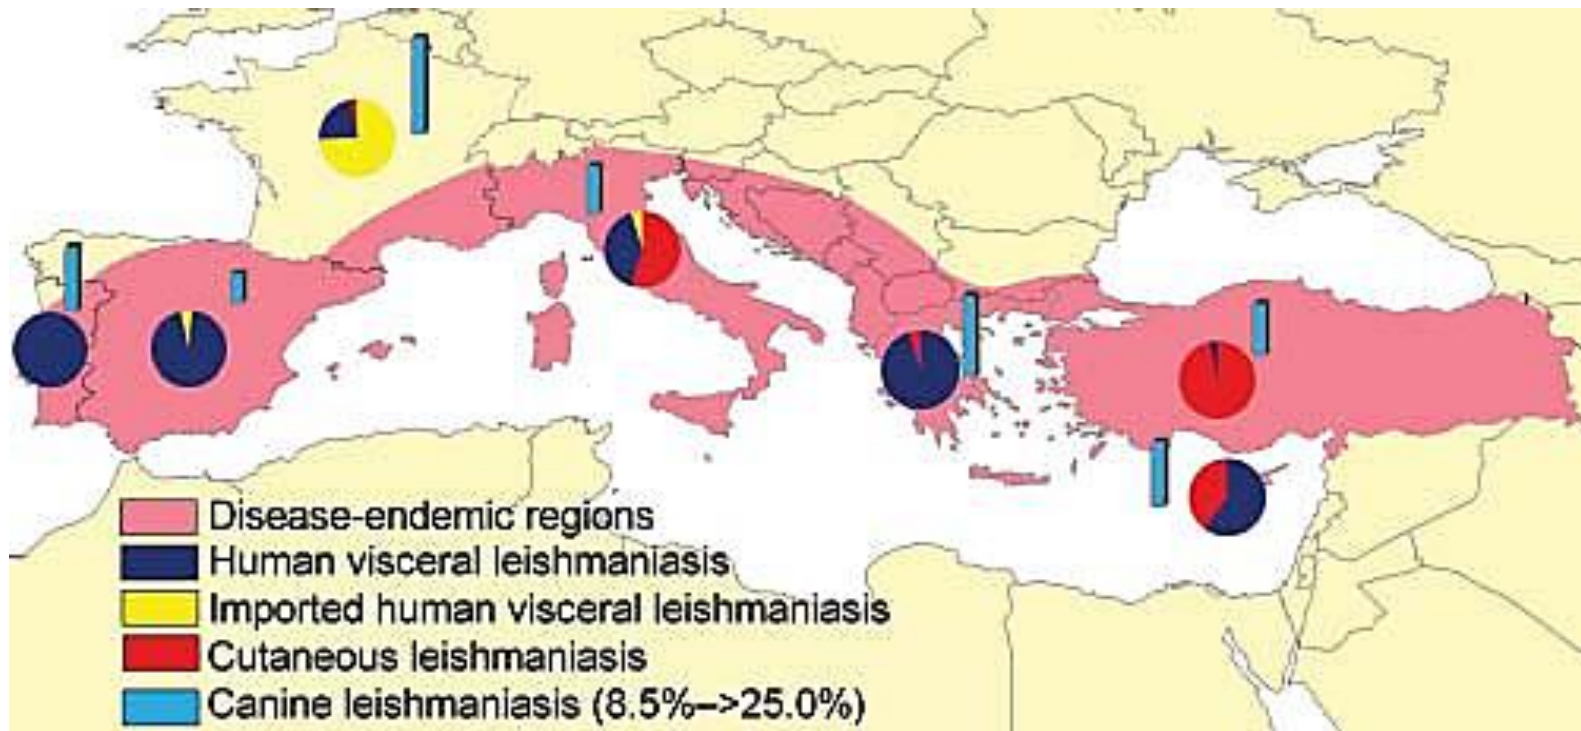 Disease-endemic regions
Human visceral leishmaniasis
Imported human visceral leishmaniasis
Cutaneous leishmaniasis
Canine leishmaniasis (8.5%–>25.0%)